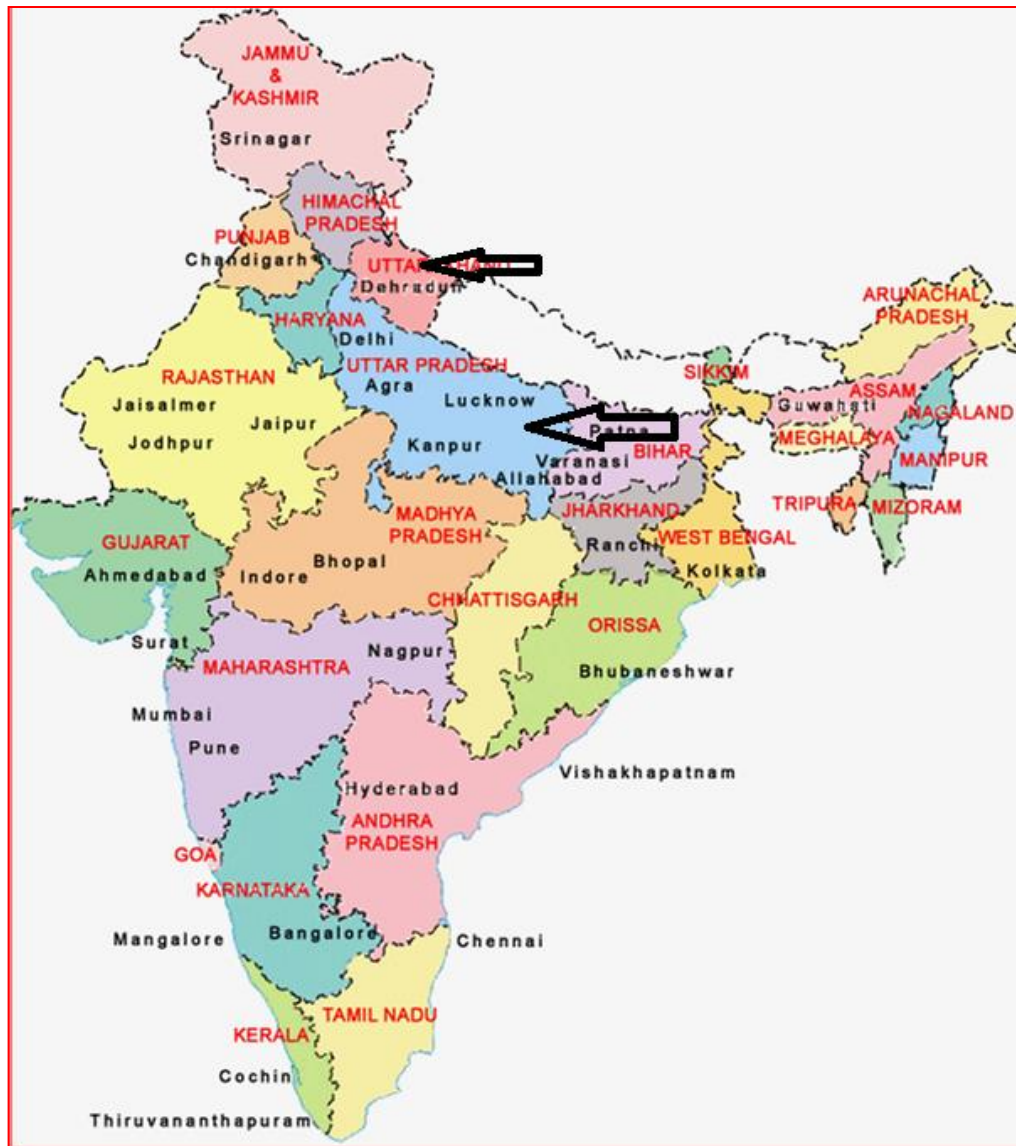 JAMMU
&
KASHMIR
Srinagar
HIMACHAL
PRADESH
PUNJAB
Chandigarh
UTTARAKHAND
Dehradun
HARYANA
Delhi
UTTAR PRADEGH
Agra
Lucknow
Kanpur
RAJASTHAN
Jaisalmer
Jaipur
Jodhpur
ARUNACHAL
PRADESH
SIKKIM
ASSAM
Guwahati
NAGALAND
MEGHALAYA
MANIPUR
TRIPURA
MIZORAM
Patna
BIHAR
Varanasi
Allahabad
JHARKHAND
Ranchi
WEST BENGAL
Kolkata
GUJARAT
Ahmedabad
Surat
MADHYA
PRADESH
Bhopal
Indore
CHHATTISGARH
ORISSA
Bhubaneshwar
MAHARASHTRA
Nagpur
Mumbai
Pune
Vishakhapatnam
Hyderabad
ANDHRA
PRADESH
GOA
KARNATAKA
Mangalore
Bangalore
Chennai
TAMIL NADU
KERALA
Cochin
Thiruvananthapuram